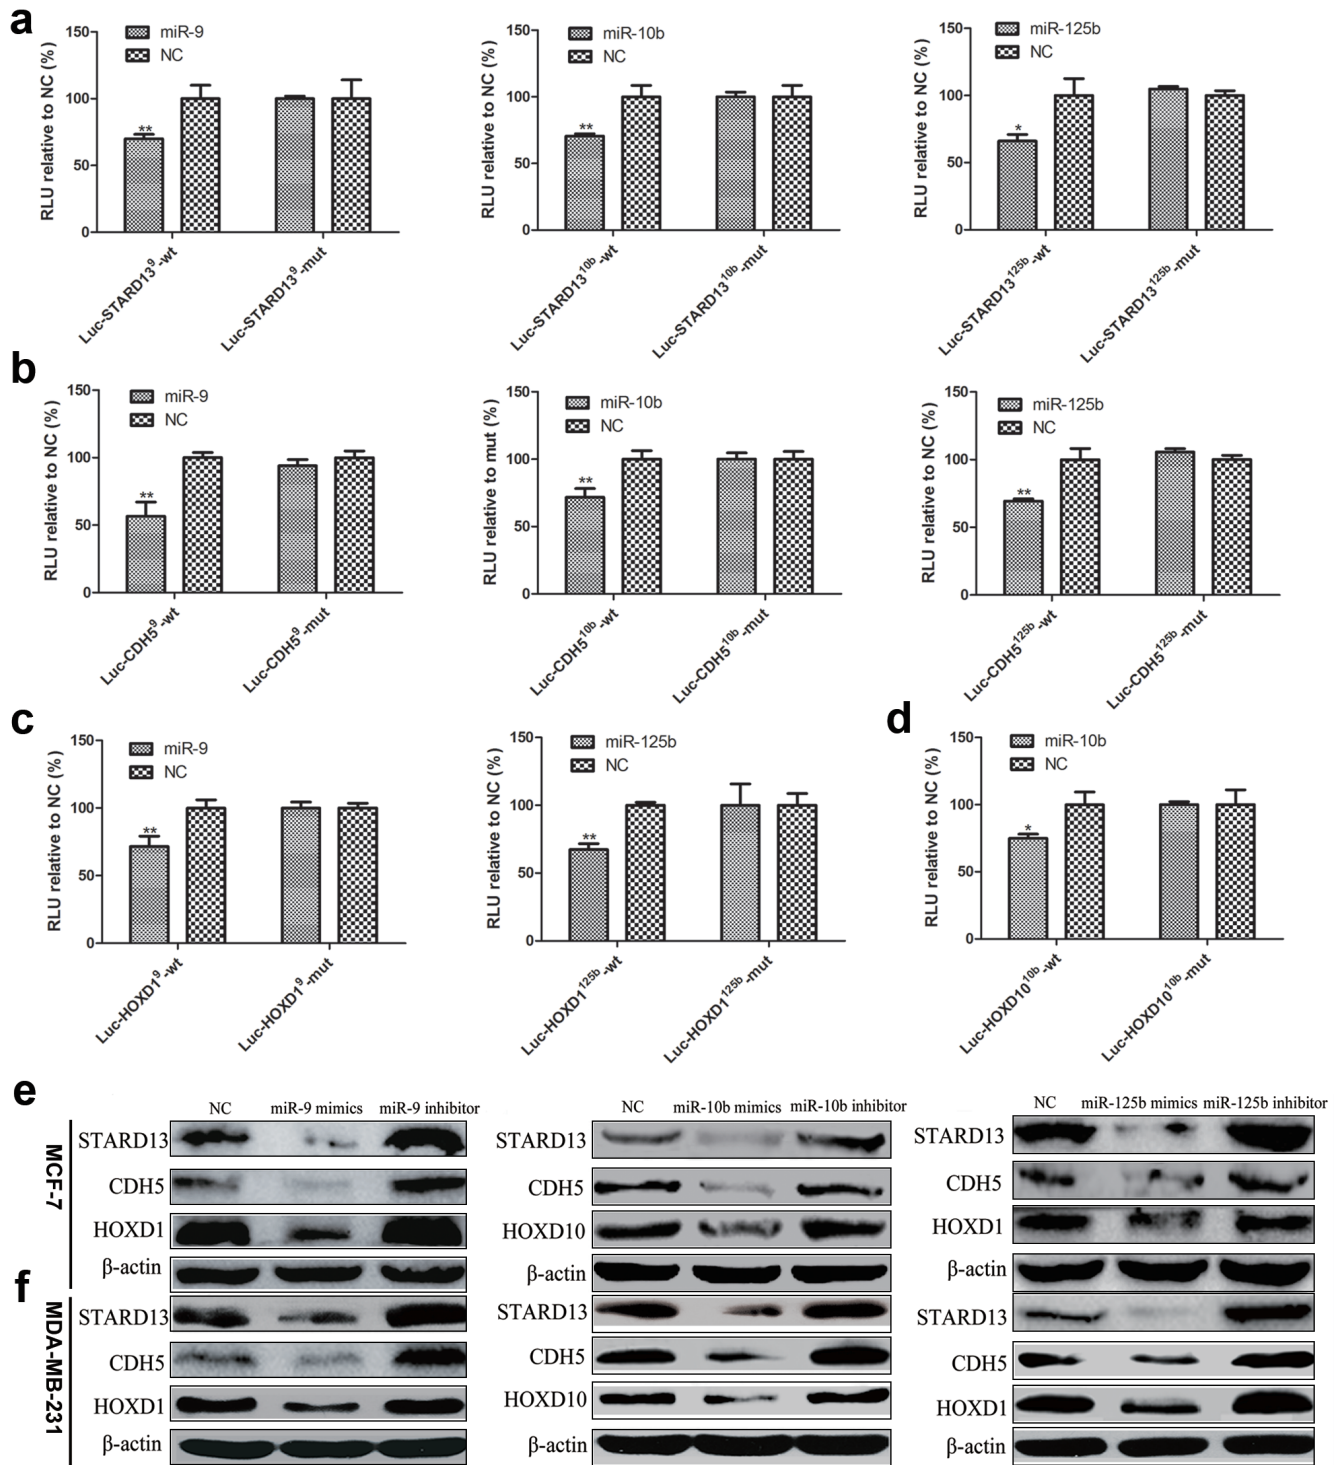 a
RLU relative to NC (%)
150
100
50
0
miR-9
NC
**
Luc-STARD13⁹-wt
Luc-STARD13⁹-mut
RLU relative to NC (%)
150
100
50
0
miR-10b
NC
**
Luc-STARD13¹⁰ᵇ-wt
Luc-STARD13¹⁰ᵇ-mut
RLU relative to NC (%)
150
100
50
0
miR-125b
NC
*
Luc-STARD13¹²⁵ᵇ-wt
Luc-STARD13¹²⁵ᵇ-mut
b
RLU relative to NC (%)
150
100
50
0
miR-9
NC
**
Luc-CDH5⁹-wt
Luc-CDH5⁹-mut
RLU relative to mut (%)
150
100
50
0
miR-10b
NC
**
Luc-CDH5¹⁰ᵇ-wt
Luc-CDH5¹⁰ᵇ-mut
RLU relative to NC (%)
150
100
50
0
miR-125b
NC
**
Luc-CDH5¹²⁵ᵇ-wt
Luc-CDH5¹²⁵ᵇ-mut
c
RLU relative to NC (%)
150
100
50
0
miR-9
NC
**
Luc-HOXD1⁹-wt
Luc-HOXD1⁹-mut
RLU relative to NC (%)
150
100
50
0
miR-125b
NC
**
Luc-HOXD1¹²⁵ᵇ-wt
Luc-HOXD1¹²⁵ᵇ-mut
d
RLU relative to NC (%)
150
100
50
0
miR-10b
NC
*
Luc-HOXD10¹⁰ᵇ-wt
Luc-HOXD10¹⁰ᵇ-mut
e
MCF-7
NC miR-9 mimics miR-9 inhibitor
STARD13
CDH5
HOXD1
β-actin
NC miR-10b mimics miR-10b inhibitor
STARD13
CDH5
HOXD10
β-actin
NC miR-125b mimics miR-125b inhibitor
STARD13
CDH5
HOXD1
β-actin
f
MDA-MB-231
STARD13
CDH5
HOXD1
β-actin
STARD13
CDH5
HOXD10
β-actin
STARD13
CDH5
HOXD1
β-actin